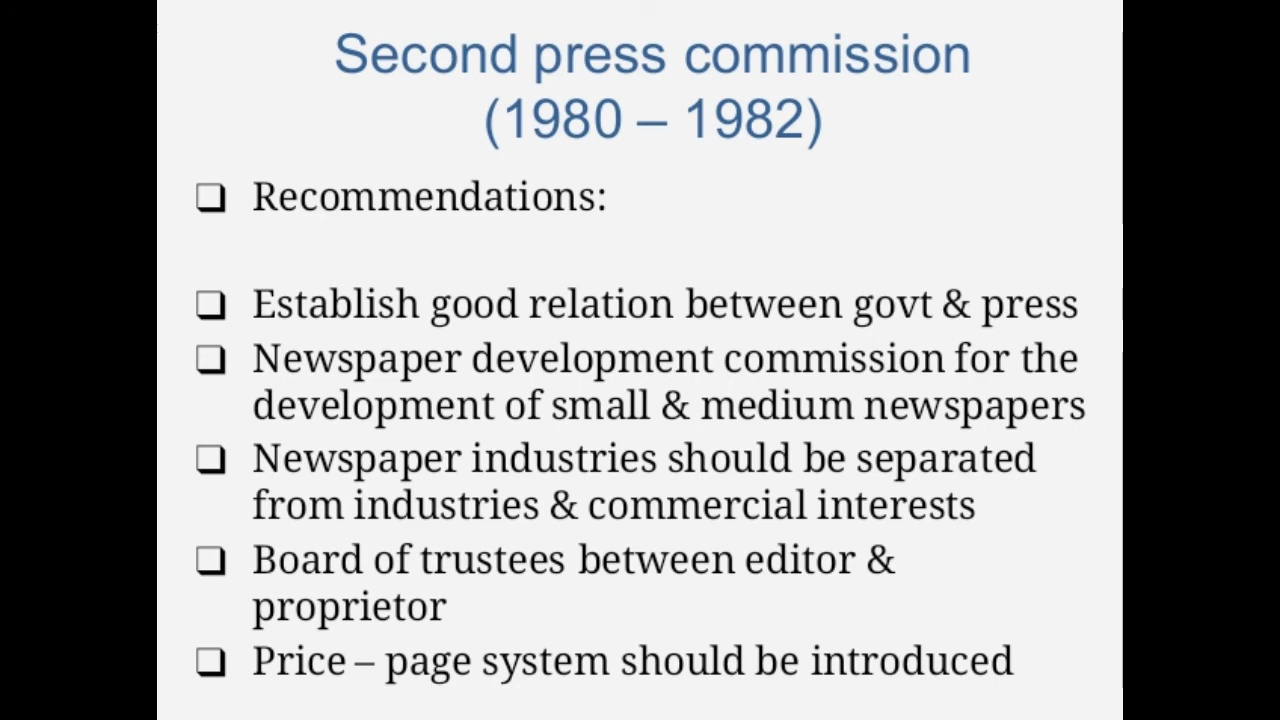 Second press commission
(1980 – 1982)
❑ Recommendations:
❑ Establish good relation between govt & press
❑ Newspaper development commission for the
development of small & medium newspapers
❑ Newspaper industries should be separated
from industries & commercial interests
❑ Board of trustees between editor &
proprietor
❑ Price – page system should be introduced